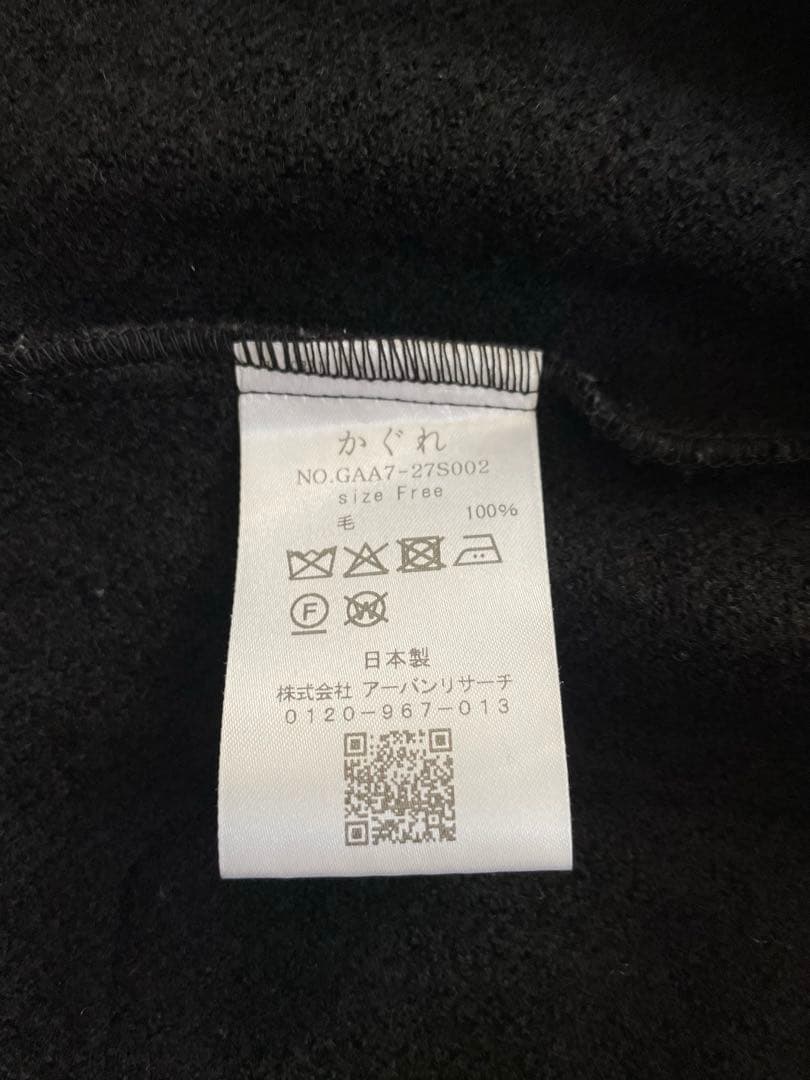 かぐれ
NO.GAA7-27S002
size Free
毛 100%
F W
日本製
株式会社 アーバンリサーチ
0120-967-013